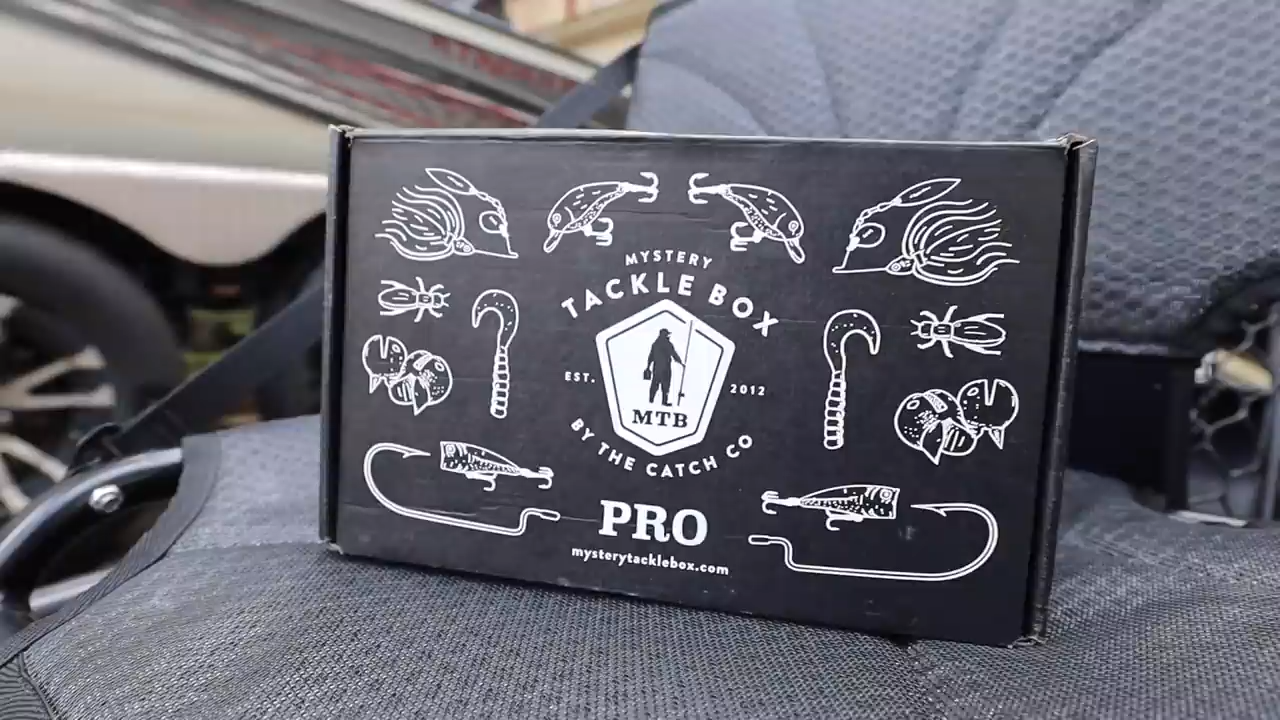 MYSTERY
TACKLE BOX
EST. 2012
MTB
BY THE CATCH CO
PRO
mysterytacklebox.com